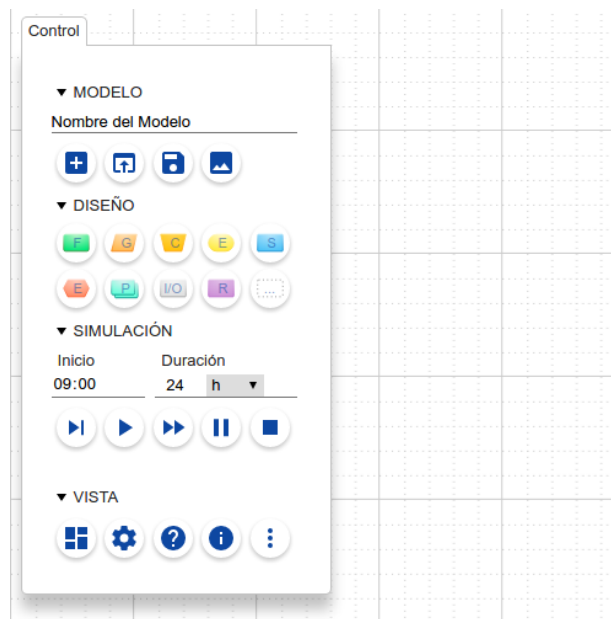 Control
MODELO
Nombre del Modelo
DISEÑO
F G C E S
E P I/O R ...
SIMULACIÓN
Inicio Duración
09:00 24 h
VISTA